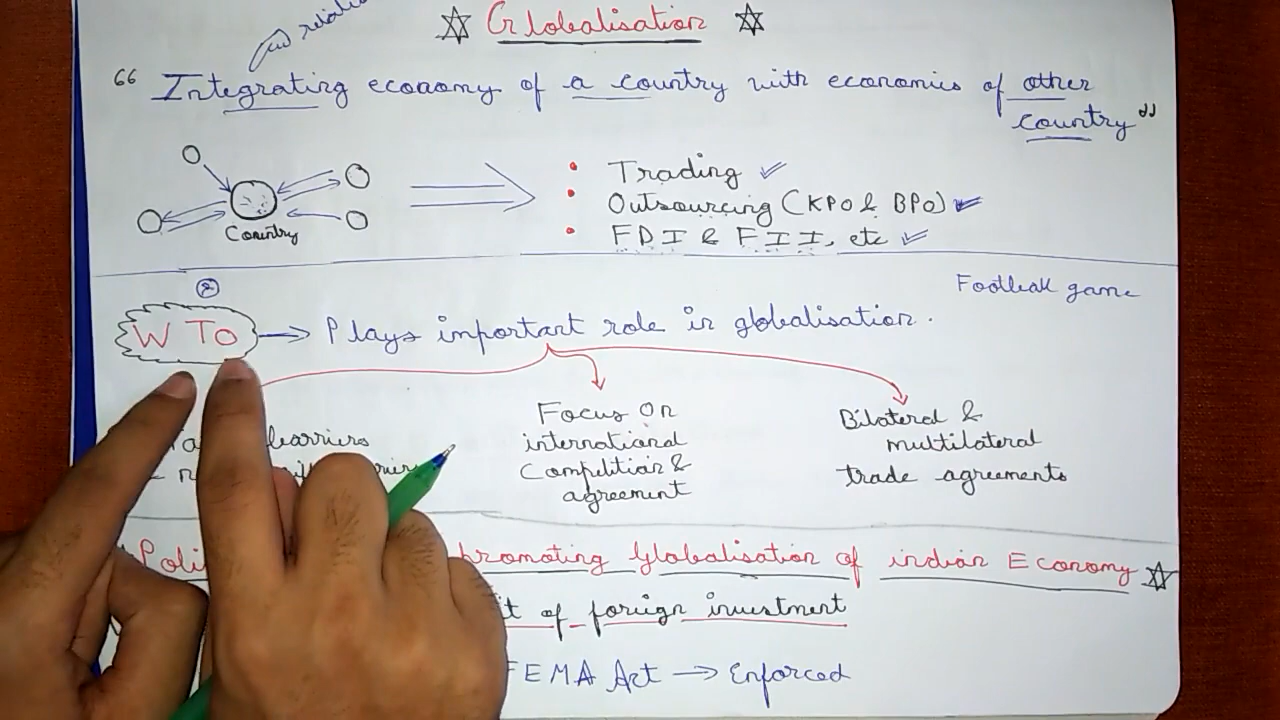 ☆ Globalisation ☆
"Integrating economy of a country with economies of other
country"
• Trading ✓
• Outsourcing (KPO & BPO) ✓
• FDI & FII, etc ✓
Country
Football game
WTO → Plays important role in globalisation.
barriers
Focus On
international
Competition &
agreement
Bilateral &
multilateral
trade agreements
promoting Globalisation of indian Economy ☆
of foreign investment
FEMA Act → Enforced